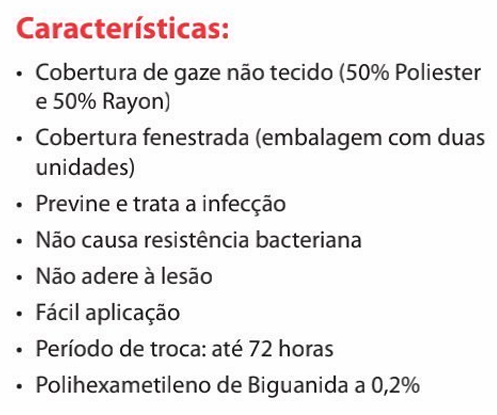 Características:
• Cobertura de gaze não tecido (50% Poliester
e 50% Rayon)
• Cobertura fenestrada (embalagem com duas
unidades)
• Previne e trata a infecção
• Não causa resistência bacteriana
• Não adere à lesão
• Fácil aplicação
• Período de troca: até 72 horas
• Polihexametileno de Biguanida a 0,2%